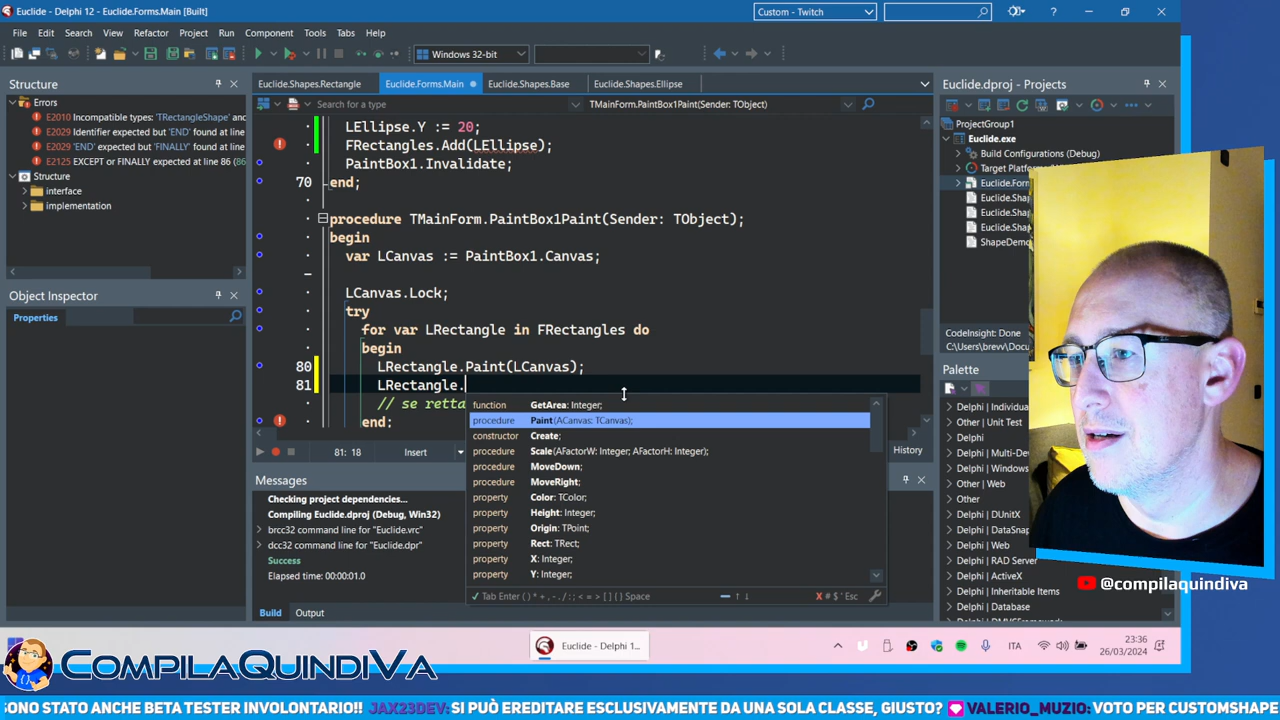 Euclide - Delphi 12 - Euclide.Forms.Main [Built]
Custom - Twitch
File Edit Search View Refactor Project Run Component Tools Tabs Help
Windows 32-bit
Structure
Errors
E2010 Incompatible types: 'TRectangleShape' and
E2029 Identifier expected but 'END' found at line
E2029 'END' expected but 'FINALLY' found at line
E2125 EXCEPT or FINALLY expected at line 86 (86
Structure
interface
implementation
Object Inspector
Properties
Euclide.Shapes.Rectangle
Euclide.Forms.Main
Euclide.Shapes.Base
Euclide.Shapes.Ellipse
Search for a type
TMainForm.PaintBox1Paint(Sender: TObject)
LEllipse.Y := 20;
FRectangles.Add(LEllipse);
PaintBox1.Invalidate;
70 end;
procedure TMainForm.PaintBox1Paint(Sender: TObject);
begin
var LCanvas := PaintBox1.Canvas;
LCanvas.Lock;
try
for var LRectangle in FRectangles do
begin
80 LRectangle.Paint(LCanvas);
81 LRectangle.
// se retta
end;
function GetArea: Integer;
procedure Paint(ACanvas: TCanvas);
constructor Create;
procedure Scale(AFactorW: Integer; AFactorH: Integer);
procedure MoveDown;
procedure MoveRight;
property Color: TColor;
property Height: Integer;
property Origin: TPoint;
property Rect: TRect;
property X: Integer;
property Y: Integer;
Tab Enter ( ) * + , - . / : ; < = > [ ] { } Space
X # $ ' Esc
81: 18
Insert
History
Messages
Checking project dependencies...
Compiling Euclide.dproj (Debug, Win32)
brcc32 command line for "Euclide.vrc"
dcc32 command line for "Euclide.dpr"
Success
Elapsed time: 00:00:01.0
Build
Output
Euclide.dproj - Projects
ProjectGroup1
Euclide.exe
Build Configurations (Debug)
Target Platforms
Euclide.Form
Euclide.Sha
Euclide.Sha
Euclide.Sha
ShapeDemo
CodeInsight: Done
C:\Users\brevv\Docu
Palette
Delphi | Individua
Other | Unit Test
Delphi
Delphi | Multi-Dev
Delphi | Windows
Other | Web
Other
Delphi | DUnitX
Delphi | DataSnap
Delphi | Web
Delphi | RAD Server
Delphi | ActiveX
Delphi | Inheritable Items
Delphi | Database
@compilaquindiva
Euclide - Delphi 1...
ITA
23:36
26/03/2024
COMPILAQUINDIVA
SONO STATO ANCHE BETA TESTER INVOLONTARIO!! JAX23DEV: SI PUÒ EREDITARE ESCLUSIVAMENTE DA UNA SOLA CLASSE, GIUSTO? VALERIO_MUZIO: VOTO PER CUSTOMSHAPE